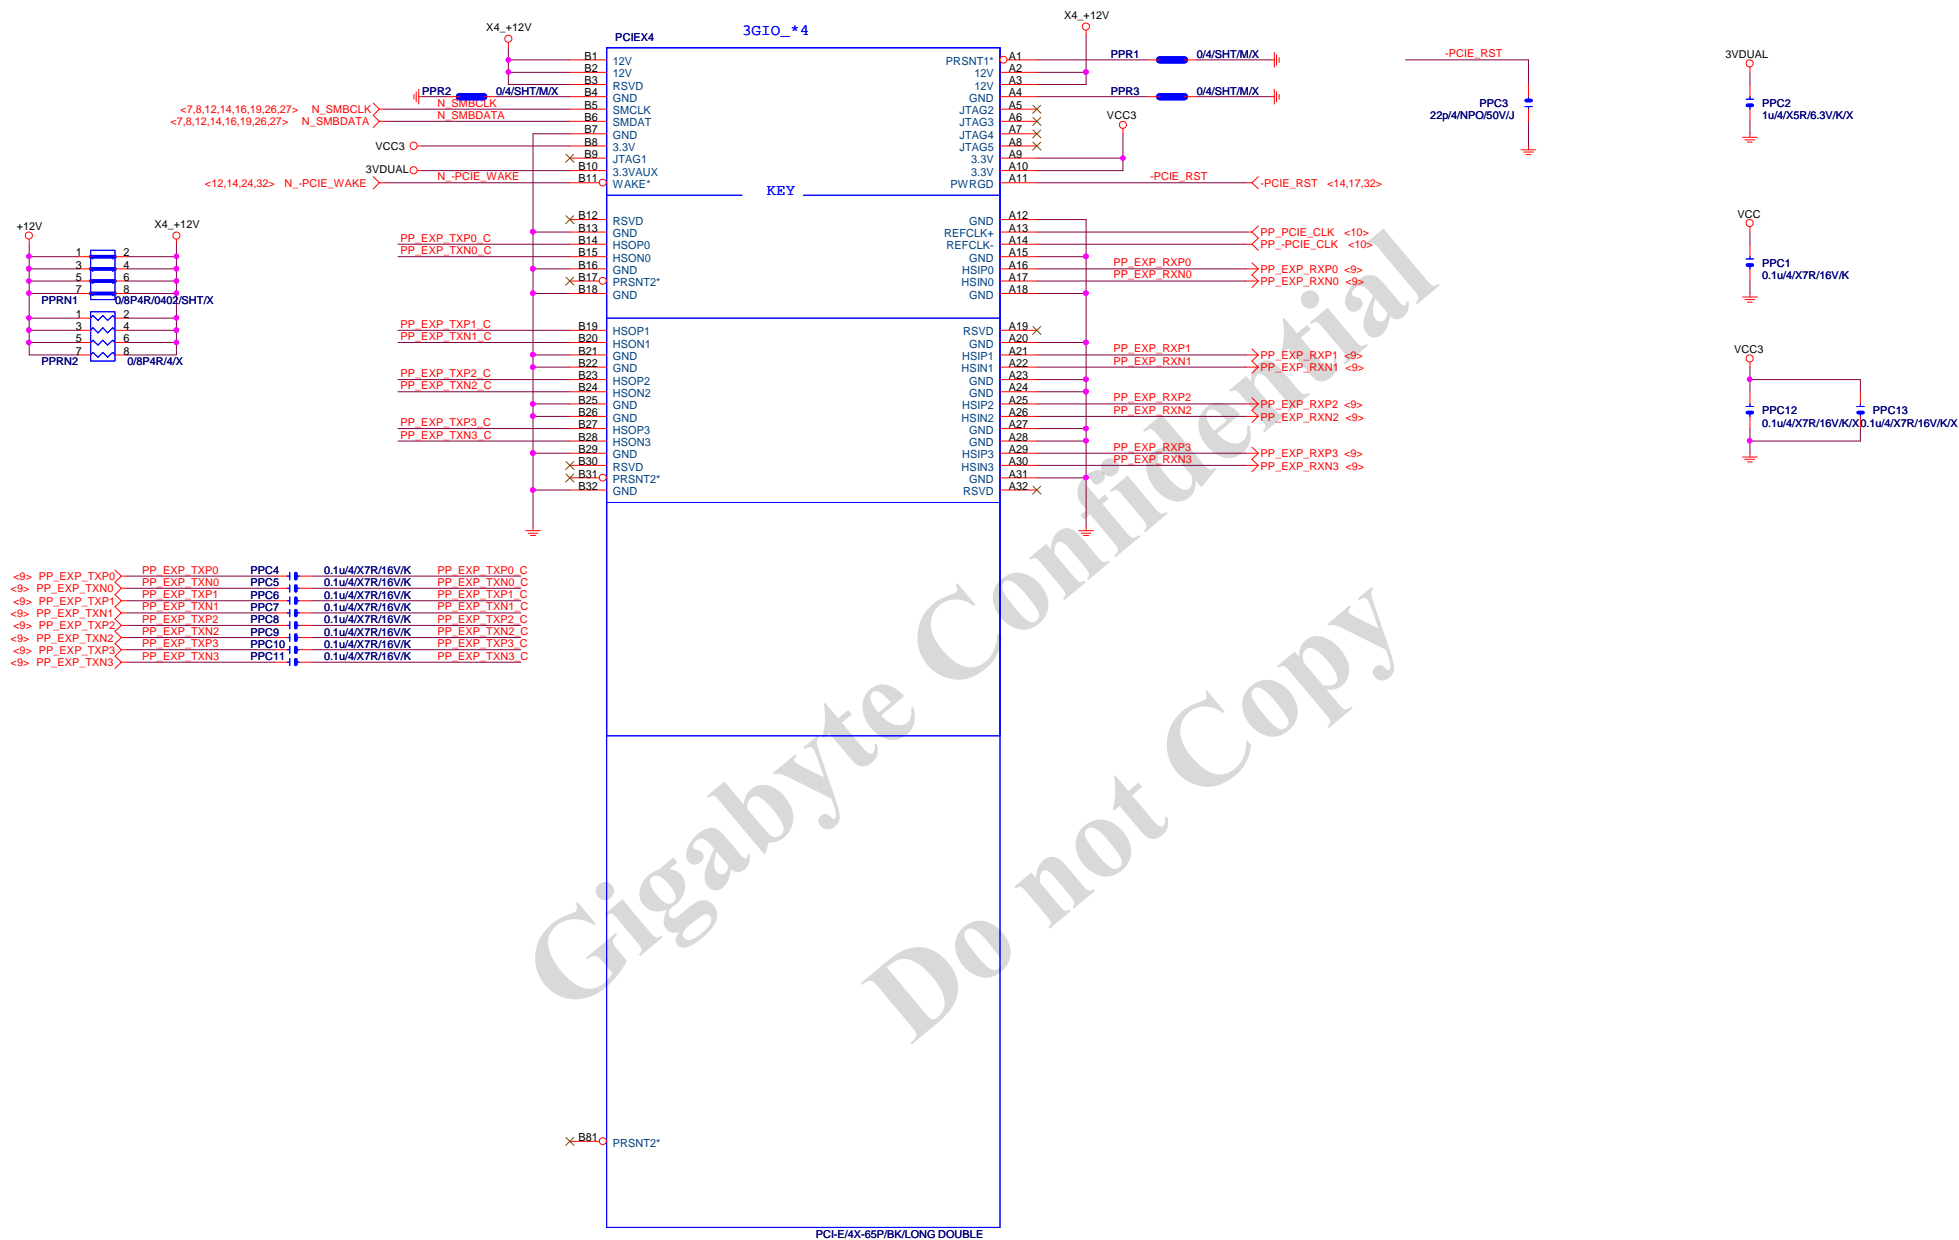 X4_+12V
3GIO_*4
X4_+12V
PCIEX4
B1 12V
B2 12V
B3 RSVD
PPR2 0/4/SHT/M/X B4 GND
<7,8,12,14,16,19,26,27> N_SMBCLK N_SMBCLK B5 SMCLK
<7,8,12,14,16,19,26,27> N_SMBDATA N_SMBDATA B6 SMDAT
B7 GND
VCC3 B8 3.3V
B9 JTAG1
3VDUAL B10 3.3VAUX
<12,14,24,32> N_-PCIE_WAKE N_-PCIE_WAKE B11 WAKE*
KEY
PRSNT1* A1 PPR1 0/4/SHT/M/X
12V A2
12V A3
GND A4 PPR3 0/4/SHT/M/X
JTAG2 A5
JTAG3 A6
JTAG4 A7
JTAG5 A8
VCC3
3.3V A9
3.3V A10
PWRGD A11 -PCIE_RST -PCIE_RST <14,17,32>
-PCIE_RST
PPC3
22p/4/NPO/50V/J
3VDUAL
PPC2
1u/4/X5R/6.3V/K/X
VCC
PPC1
0.1u/4/X7R/16V/K
VCC3
PPC12
0.1u/4/X7R/16V/K/X
PPC13
0.1u/4/X7R/16V/K/X
+12V X4_+12V
1 2
3 4
5 6
7 8
PPRN1 0/8P4R/0402/SHT/X
1 2
3 4
5 6
7 8
PPRN2 0/8P4R/4/X
B12 RSVD
B13 GND
PP_EXP_TXP0_C B14 HSOP0
PP_EXP_TXN0_C B15 HSON0
B16 GND
B17 PRSNT2*
B18 GND
GND A12
REFCLK+ A13 PP_PCIE_CLK <10>
REFCLK- A14 PP_-PCIE_CLK <10>
GND A15
HSIP0 A16 PP_EXP_RXP0 PP_EXP_RXP0 <9>
HSIN0 A17 PP_EXP_RXN0 PP_EXP_RXN0 <9>
GND A18
PP_EXP_TXP1_C B19 HSOP1
PP_EXP_TXN1_C B20 HSON1
B21 GND
B22 GND
PP_EXP_TXP2_C B23 HSOP2
PP_EXP_TXN2_C B24 HSON2
B25 GND
B26 GND
PP_EXP_TXP3_C B27 HSOP3
PP_EXP_TXN3_C B28 HSON3
B29 GND
B30 RSVD
B31 PRSNT2*
B32 GND
RSVD A19
GND A20
HSIP1 A21 PP_EXP_RXP1 PP_EXP_RXP1 <9>
HSIN1 A22 PP_EXP_RXN1 PP_EXP_RXN1 <9>
GND A23
GND A24
HSIP2 A25 PP_EXP_RXP2 PP_EXP_RXP2 <9>
HSIN2 A26 PP_EXP_RXN2 PP_EXP_RXN2 <9>
GND A27
GND A28
HSIP3 A29 PP_EXP_RXP3 PP_EXP_RXP3 <9>
HSIN3 A30 PP_EXP_RXN3 PP_EXP_RXN3 <9>
GND A31
RSVD A32
<9> PP_EXP_TXP0 PP_EXP_TXP0 PPC4 0.1u/4/X7R/16V/K PP_EXP_TXP0_C
<9> PP_EXP_TXN0 PP_EXP_TXN0 PPC5 0.1u/4/X7R/16V/K PP_EXP_TXN0_C
<9> PP_EXP_TXP1 PP_EXP_TXP1 PPC6 0.1u/4/X7R/16V/K PP_EXP_TXP1_C
<9> PP_EXP_TXN1 PP_EXP_TXN1 PPC7 0.1u/4/X7R/16V/K PP_EXP_TXN1_C
<9> PP_EXP_TXP2 PP_EXP_TXP2 PPC8 0.1u/4/X7R/16V/K PP_EXP_TXP2_C
<9> PP_EXP_TXN2 PP_EXP_TXN2 PPC9 0.1u/4/X7R/16V/K PP_EXP_TXN2_C
<9> PP_EXP_TXP3 PP_EXP_TXP3 PPC10 0.1u/4/X7R/16V/K PP_EXP_TXP3_C
<9> PP_EXP_TXN3 PP_EXP_TXN3 PPC11 0.1u/4/X7R/16V/K PP_EXP_TXN3_C
Gigabyte Confidential
Do not Copy
B81 PRSNT2*
PCI-E/4X-65P/BK/LONG DOUBLE